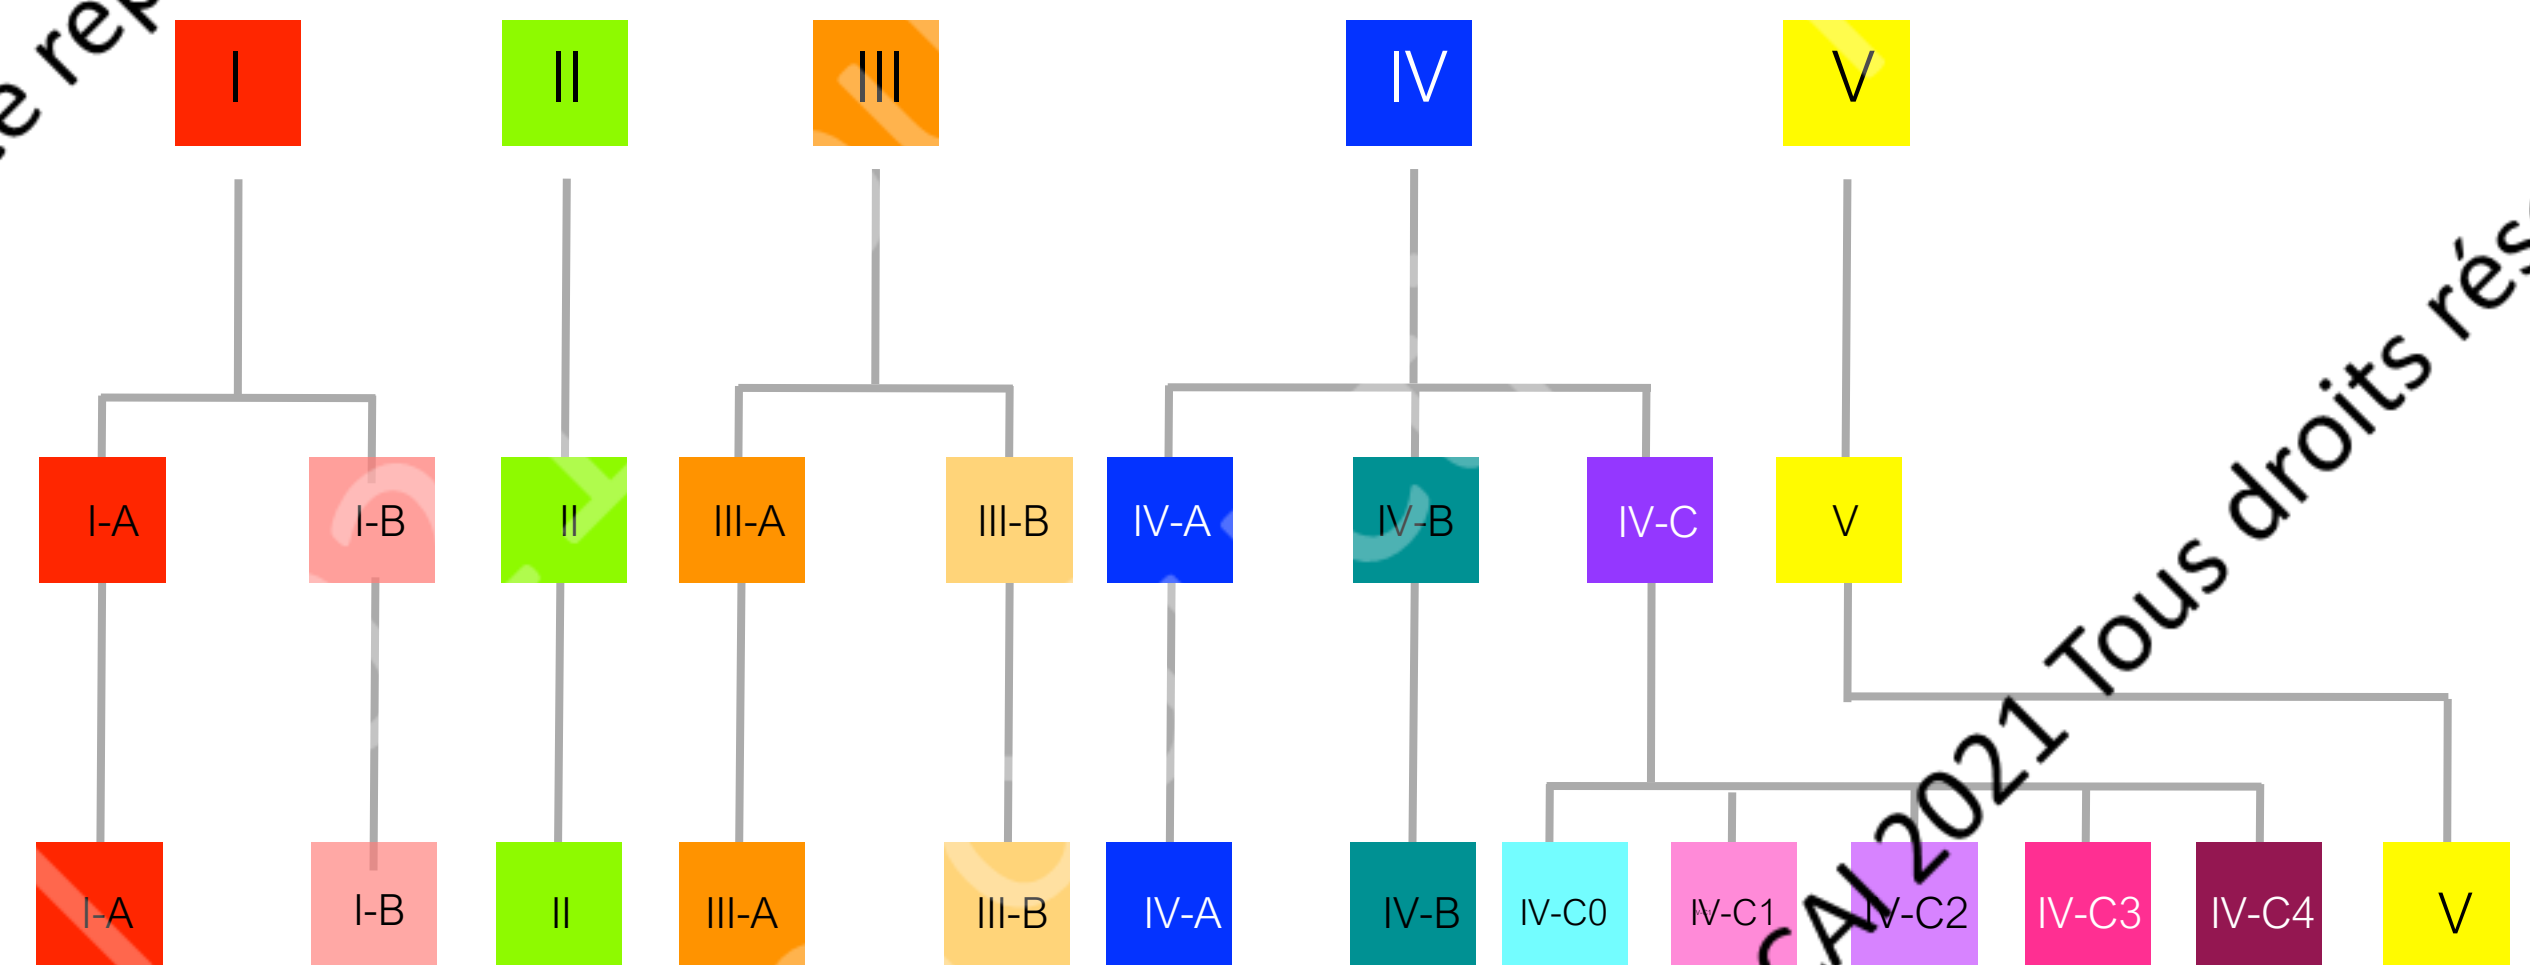 I II III IV V
I-A I-B II III-A III-B IV-A IV-B IV-C V
I-A I-B II III-A III-B IV-A IV-B IV-C0 IV-C1 IV-C2 IV-C3 IV-C4 V
e rep
CAI 2021 Tous droits rés